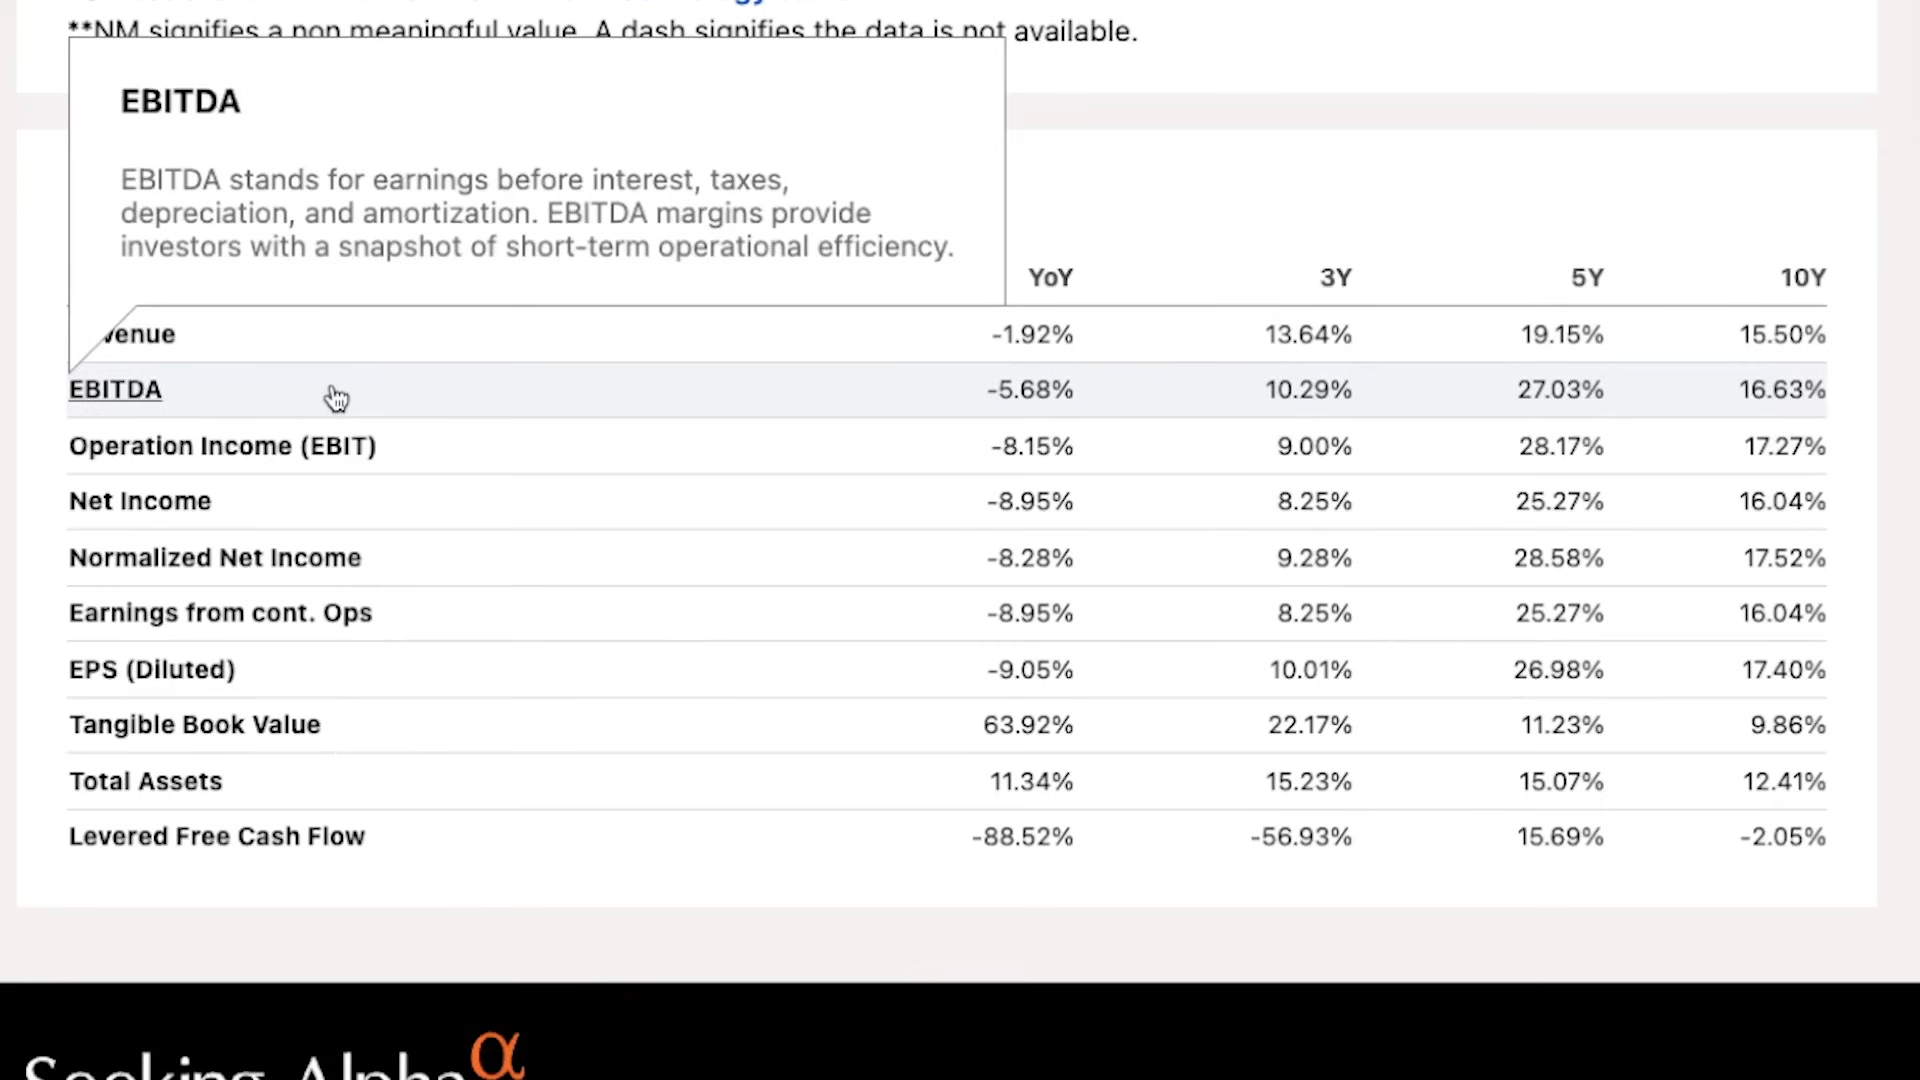 **NM signifies a non meaningful value. A dash signifies the data is not available.
EBITDA
EBITDA stands for earnings before interest, taxes,
depreciation, and amortization. EBITDA margins provide
investors with a snapshot of short-term operational efficiency.
YoY 3Y 5Y 10Y
venue -1.92% 13.64% 19.15% 15.50%
EBITDA -5.68% 10.29% 27.03% 16.63%
Operation Income (EBIT) -8.15% 9.00% 28.17% 17.27%
Net Income -8.95% 8.25% 25.27% 16.04%
Normalized Net Income -8.28% 9.28% 28.58% 17.52%
Earnings from cont. Ops -8.95% 8.25% 25.27% 16.04%
EPS (Diluted) -9.05% 10.01% 26.98% 17.40%
Tangible Book Value 63.92% 22.17% 11.23% 9.86%
Total Assets 11.34% 15.23% 15.07% 12.41%
Levered Free Cash Flow -88.52% -56.93% 15.69% -2.05%
Seeking Alpha α